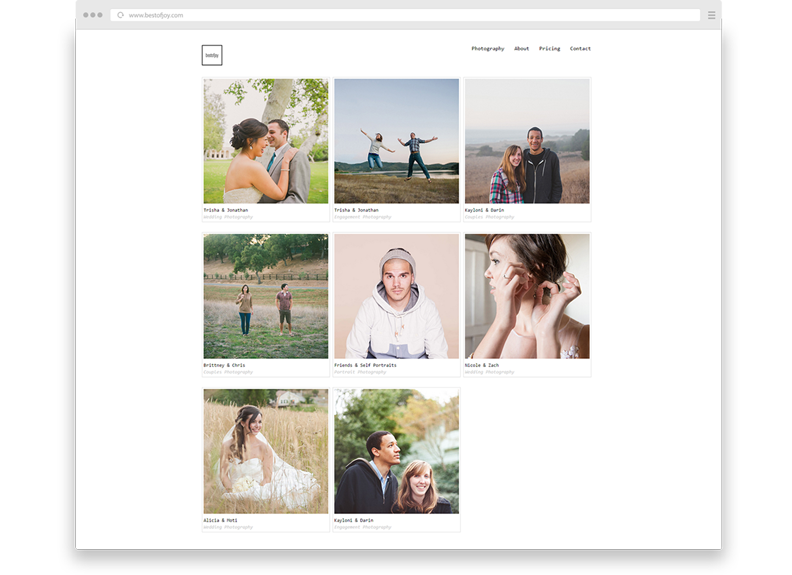 www.bestofjoy.com
bestofjoy
Photography About Pricing Contact
Trisha & Jonathan
Wedding Photography
Trisha & Jonathan
Engagement Photography
Kayloni & Darin
Couples Photography
Brittney & Chris
Couples Photography
Friends & Self Portraits
Portrait Photography
Nicole & Zach
Wedding Photography
Alicia & Moti
Wedding Photography
Kayloni & Darin
Engagement Photography